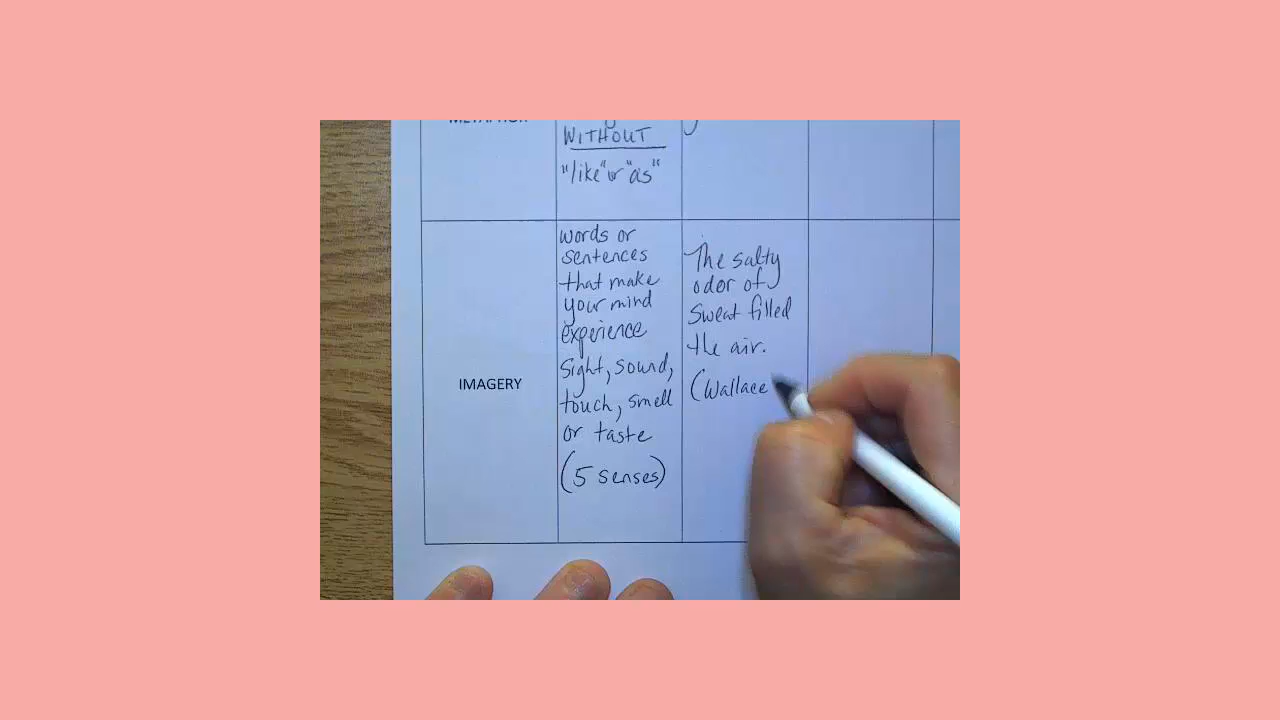 METAPHOR
WITHOUT
"like" or "as"
IMAGERY
words or
sentences
that make
your mind
experience
sight, sound,
touch, smell
or taste
(5 senses)
The salty
odor of
sweat filled
the air.
(Wallace